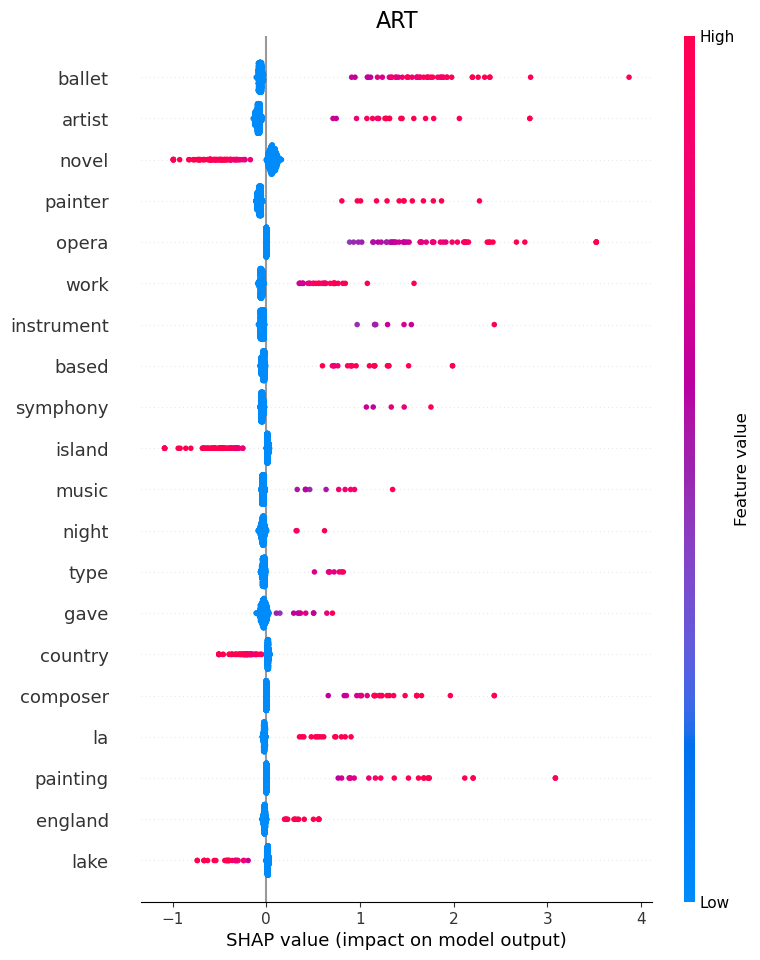 ART
High
ballet
artist
novel
painter
opera
work
instrument
based
symphony
island
music
night
type
gave
country
composer
la
painting
england
lake
Feature value
Low
−1 0 1 2 3 4
SHAP value (impact on model output)